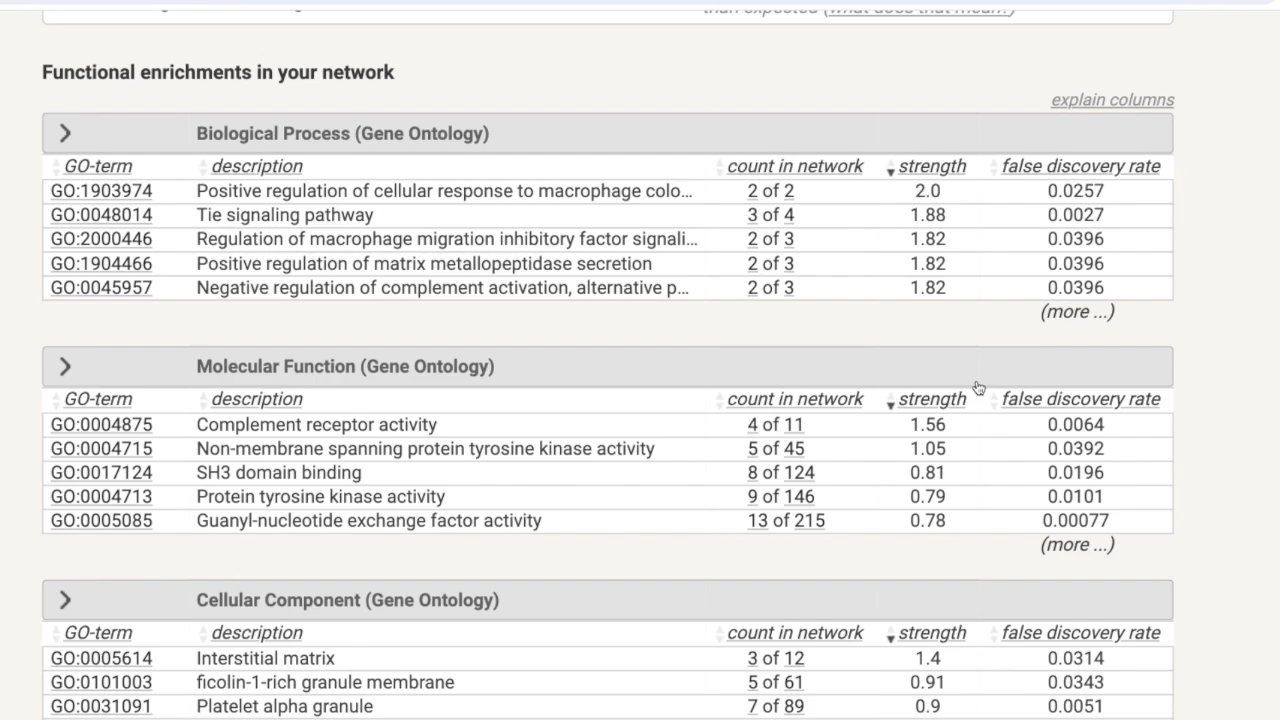 than expected (what does that mean?)
Functional enrichments in your network
explain columns
Biological Process (Gene Ontology)
GO-term description count in network strength false discovery rate
GO:1903974 Positive regulation of cellular response to macrophage colo... 2 of 2 2.0 0.0257
GO:0048014 Tie signaling pathway 3 of 4 1.88 0.0027
GO:2000446 Regulation of macrophage migration inhibitory factor signali... 2 of 3 1.82 0.0396
GO:1904466 Positive regulation of matrix metallopeptidase secretion 2 of 3 1.82 0.0396
GO:0045957 Negative regulation of complement activation, alternative p... 2 of 3 1.82 0.0396
(more ...)
Molecular Function (Gene Ontology)
GO-term description count in network strength false discovery rate
GO:0004875 Complement receptor activity 4 of 11 1.56 0.0064
GO:0004715 Non-membrane spanning protein tyrosine kinase activity 5 of 45 1.05 0.0392
GO:0017124 SH3 domain binding 8 of 124 0.81 0.0196
GO:0004713 Protein tyrosine kinase activity 9 of 146 0.79 0.0101
GO:0005085 Guanyl-nucleotide exchange factor activity 13 of 215 0.78 0.00077
(more ...)
Cellular Component (Gene Ontology)
GO-term description count in network strength false discovery rate
GO:0005614 Interstitial matrix 3 of 12 1.4 0.0314
GO:0101003 ficolin-1-rich granule membrane 5 of 61 0.91 0.0343
GO:0031091 Platelet alpha granule 7 of 89 0.9 0.0051